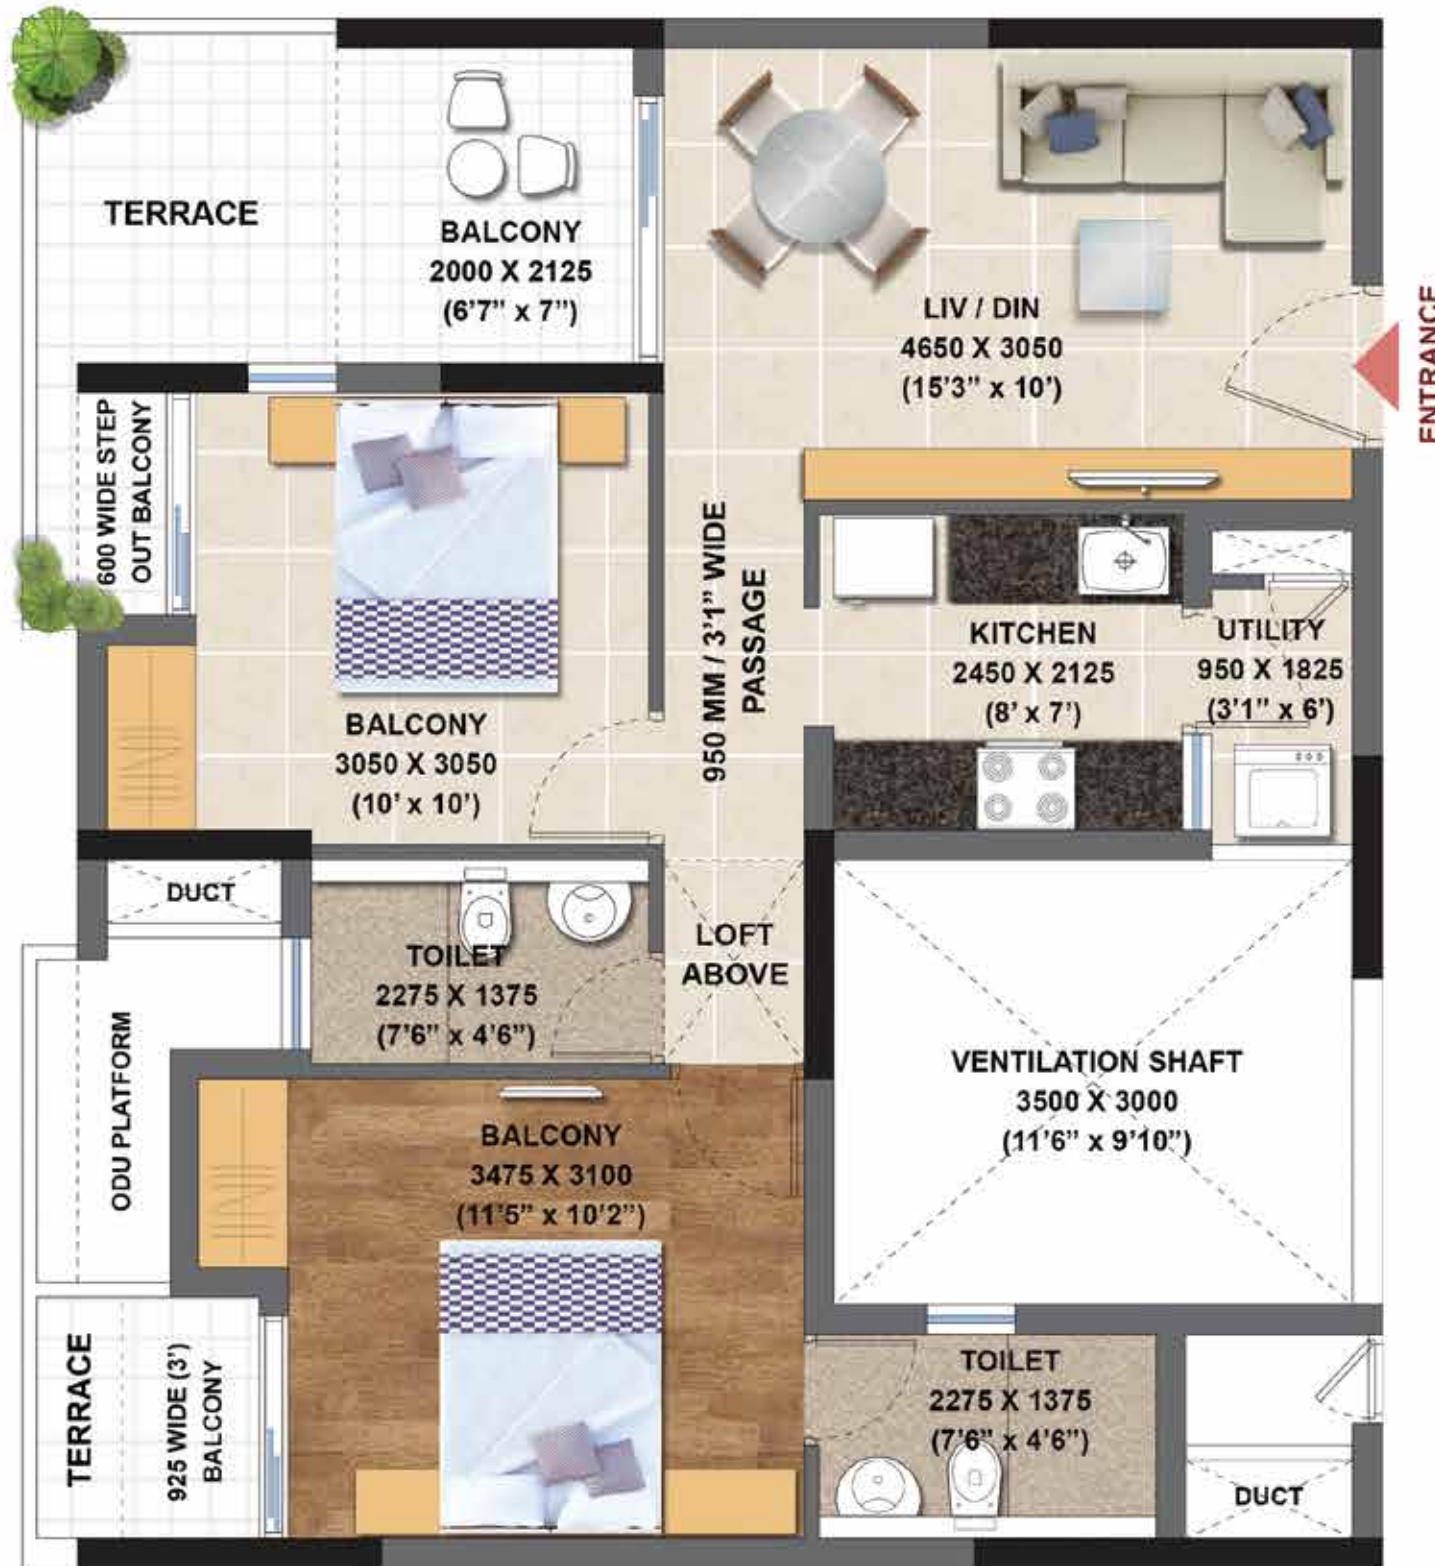 TERRACE
BALCONY
2000 X 2125
(6'7" x 7")
LIV / DIN
4650 X 3050
(15'3" x 10')
ENTRANCE
600 WIDE STEP
OUT BALCONY
950 MM / 3'1" WIDE
PASSAGE
KITCHEN
2450 X 2125
(8' x 7')
UTILITY
950 X 1825
(3'1" x 6')
BALCONY
3050 X 3050
(10' x 10')
DUCT
TOILET
2275 X 1375
(7'6" x 4'6")
LOFT
ABOVE
ODU PLATFORM
VENTILATION SHAFT
3500 X 3000
(11'6" x 9'10")
BALCONY
3475 X 3100
(11'5" x 10'2")
TERRACE
925 WIDE (3')
BALCONY
TOILET
2275 X 1375
(7'6" x 4'6")
DUCT